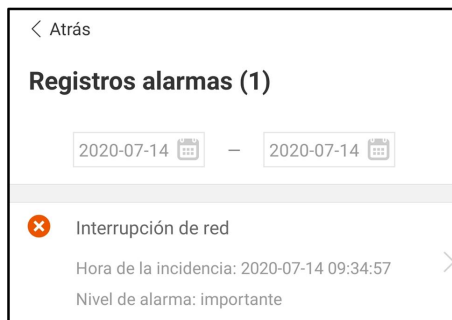 Atrás
Registros alarmas (1)
2020-07-14 – 2020-07-14
Interrupción de red
Hora de la incidencia: 2020-07-14 09:34:57
Nivel de alarma: importante